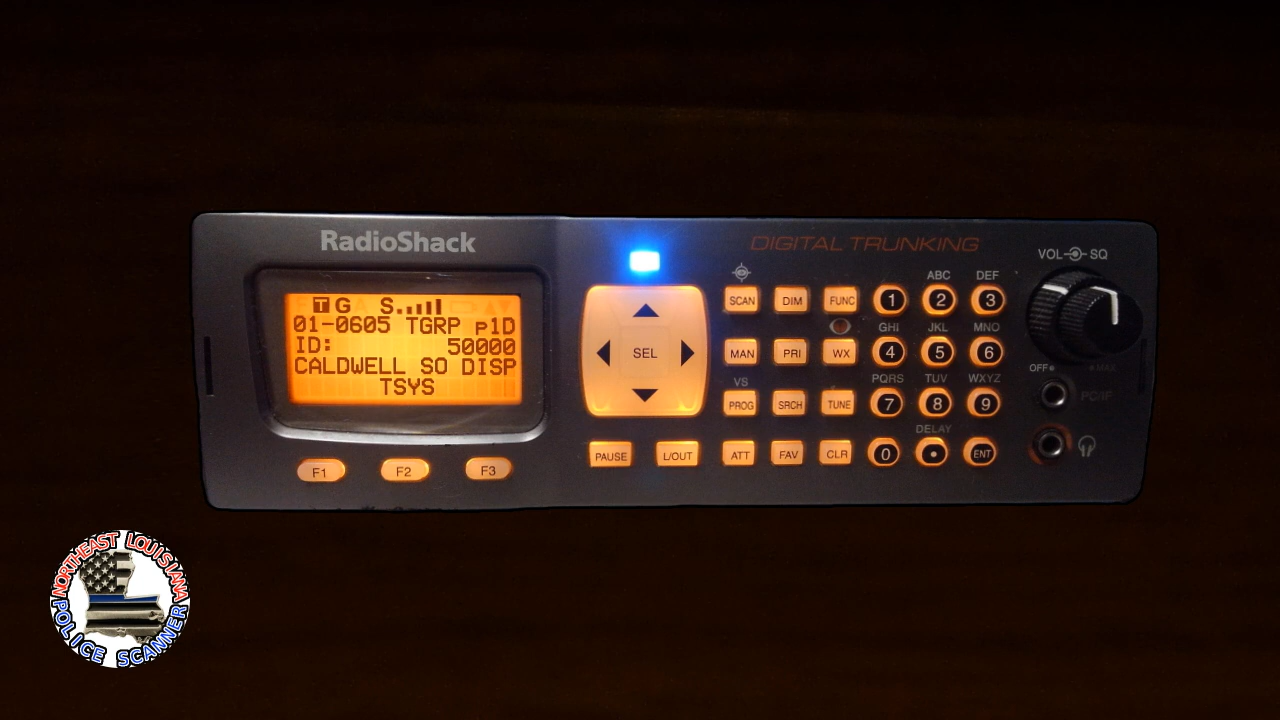 RadioShack
DIGITAL TRUNKING
VOL SQ
T G S
01-0605 TGRP p1D
ID: 50000
CALDWELL SO DISP
TSYS
F1 F2 F3
SEL
PAUSE L/OUT
ABC DEF
SCAN DIM FUNC 1 2 3
GHI JKL MNO
MAN PRI WX 4 5 6
VS PQRS TUV WXYZ
PROG SRCH TUNE 7 8 9
DELAY
ATT FAV CLR 0 • ENT
OFF MAX
PC/IF
NORTHEAST LOUISIANA
POLICE SCANNER